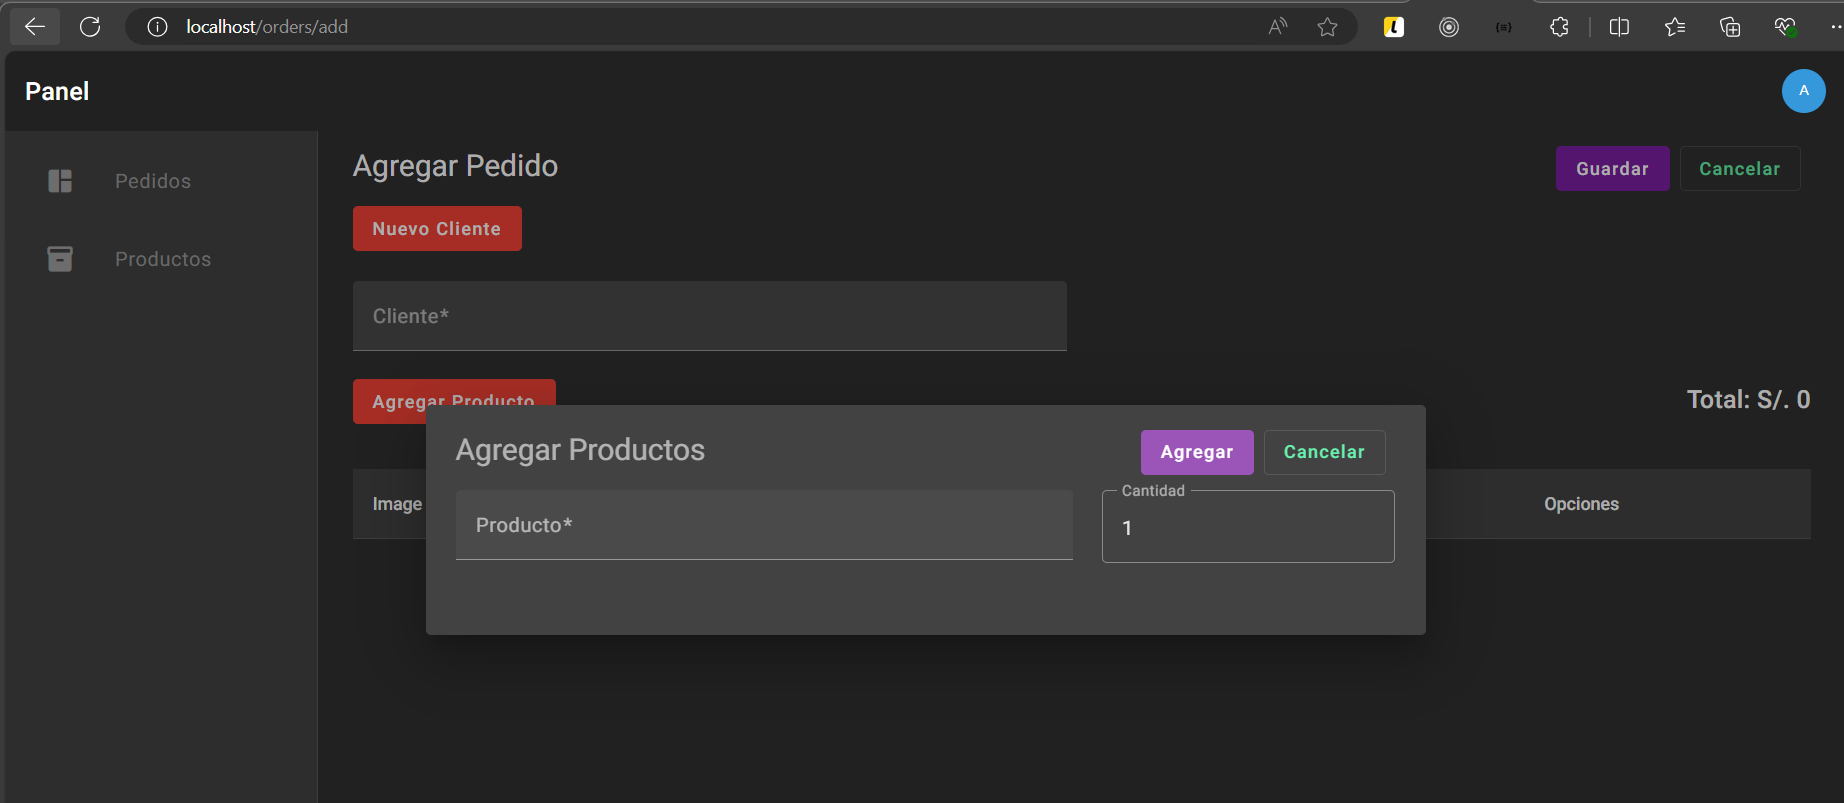 localhost/orders/add
Panel
A
Pedidos
Productos
Agregar Pedido
Guardar
Cancelar
Nuevo Cliente
Cliente*
Agregar Producto
Total: S/. 0
Agregar Productos
Agregar
Cancelar
Producto*
Cantidad
1
Image
Opciones